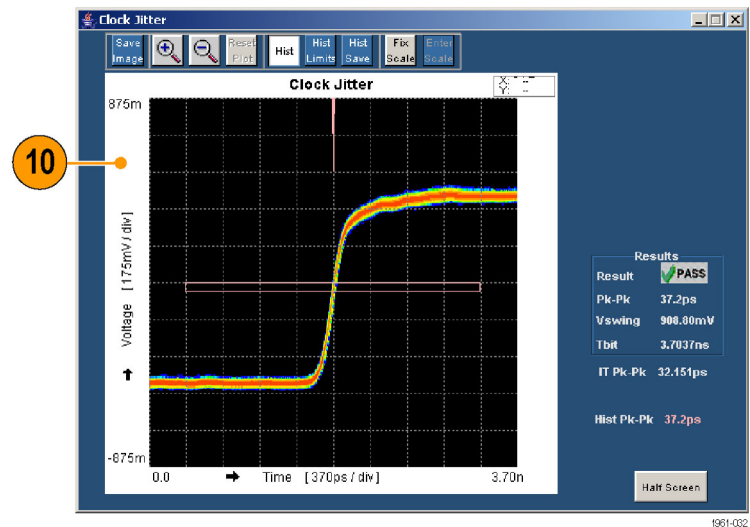 Clock Jitter
Save Image
Reset Plot
Hist
Hist Limits
Hist Save
Fix Scale
Enter Scale
Clock Jitter
X: --
Y: --
875m
10
Voltage [175mV / div]
-875m
0.0
Time [370ps / div]
3.70n
Results
Result PASS
Pk-Pk 37.2ps
Vswing 908.80mV
Tbit 3.7037ns
IT Pk-Pk 32.151ps
Hist Pk-Pk 37.2ps
Half Screen
1961-032